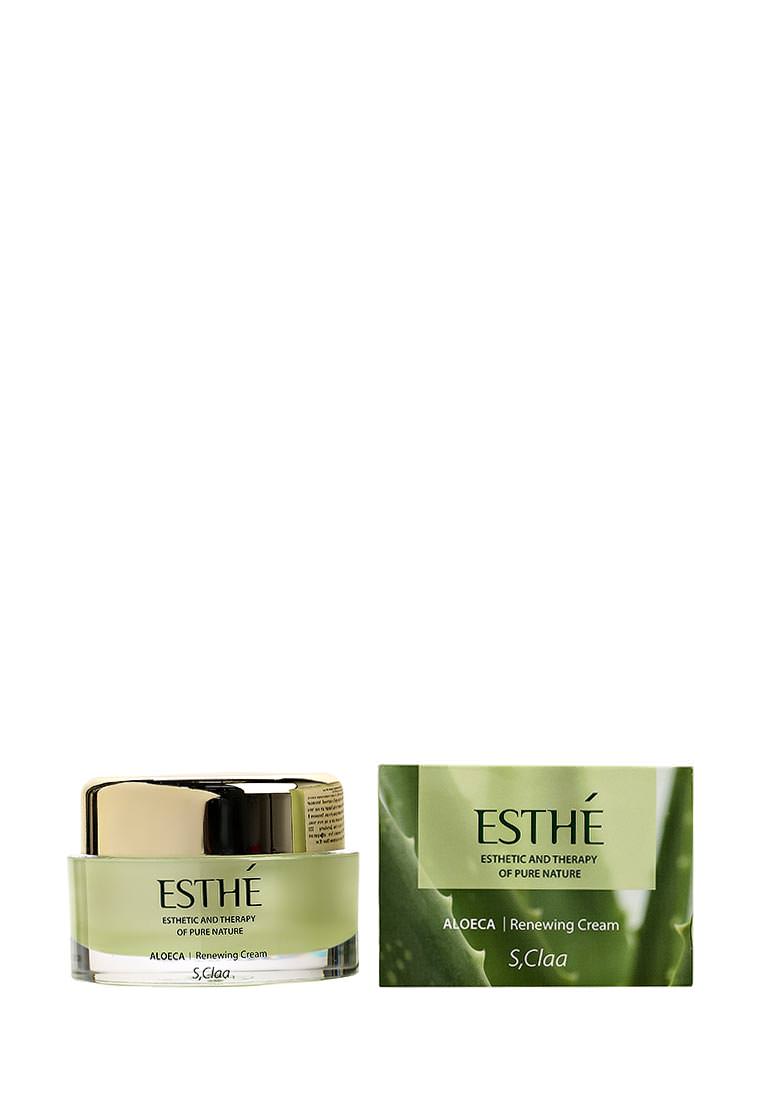 ESTHÉ
ESTHETIC AND THERAPY
OF PURE NATURE
ALOECA | Renewing Cream
S,Claa
ESTHÉ
ESTHETIC AND THERAPY
OF PURE NATURE
ALOECA | Renewing Cream
S,Claa